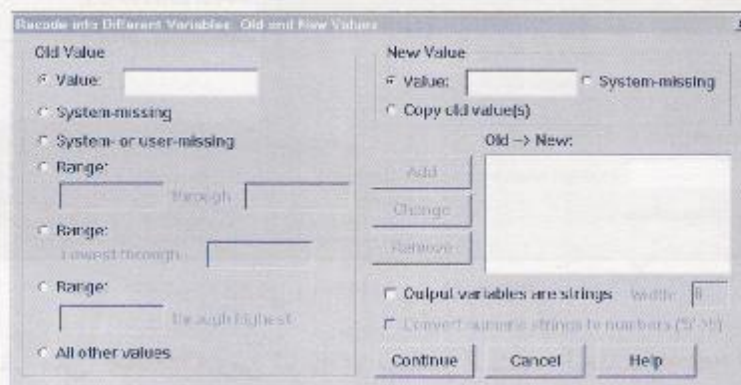 Recode into Different Variables: Old and New Values
Old Value
Value:
System-missing
System- or user-missing
Range:
through
Range:
Lowest through
Range:
through highest
All other values
New Value
Value:
System-missing
Copy old value(s)
Old --> New:
Add
Change
Remove
Output variables are strings
Width:
8
Convert numeric strings to numbers ('5'->5)
Continue
Cancel
Help